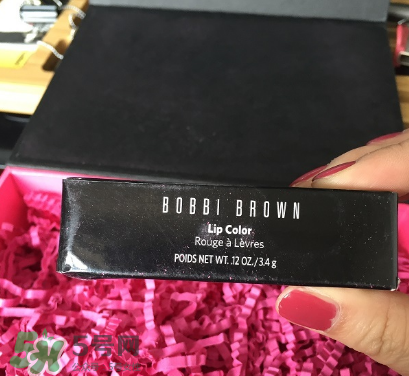 BOBBI BROWN
Lip Color
Rouge à Lèvres
POIDS NET WT. .12 OZ./3.4 g